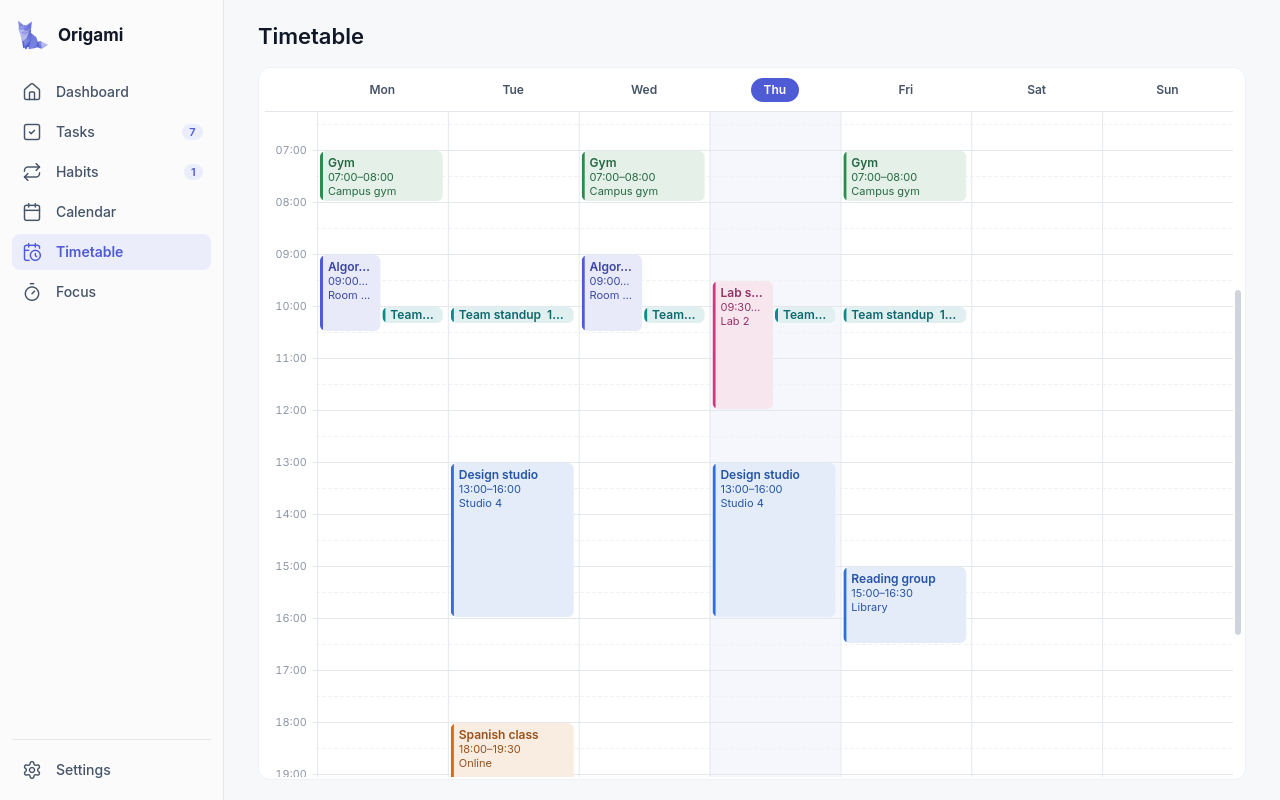 Origami
Dashboard
Tasks
7
Habits
1
Calendar
Timetable
Focus
Settings
Timetable
Mon
Tue
Wed
Thu
Fri
Sat
Sun
07:00
08:00
09:00
10:00
11:00
12:00
13:00
14:00
15:00
16:00
17:00
18:00
19:00
Gym
07:00–08:00
Campus gym
Algor...
09:00...
Room ...
Team...
Team standup 1...
Design studio
13:00–16:00
Studio 4
Spanish class
18:00–19:30
Online
Gym
07:00–08:00
Campus gym
Algor...
09:00...
Room ...
Team...
Lab s...
09:30...
Lab 2
Team...
Design studio
13:00–16:00
Studio 4
Gym
07:00–08:00
Campus gym
Team standup 1...
Reading group
15:00–16:30
Library